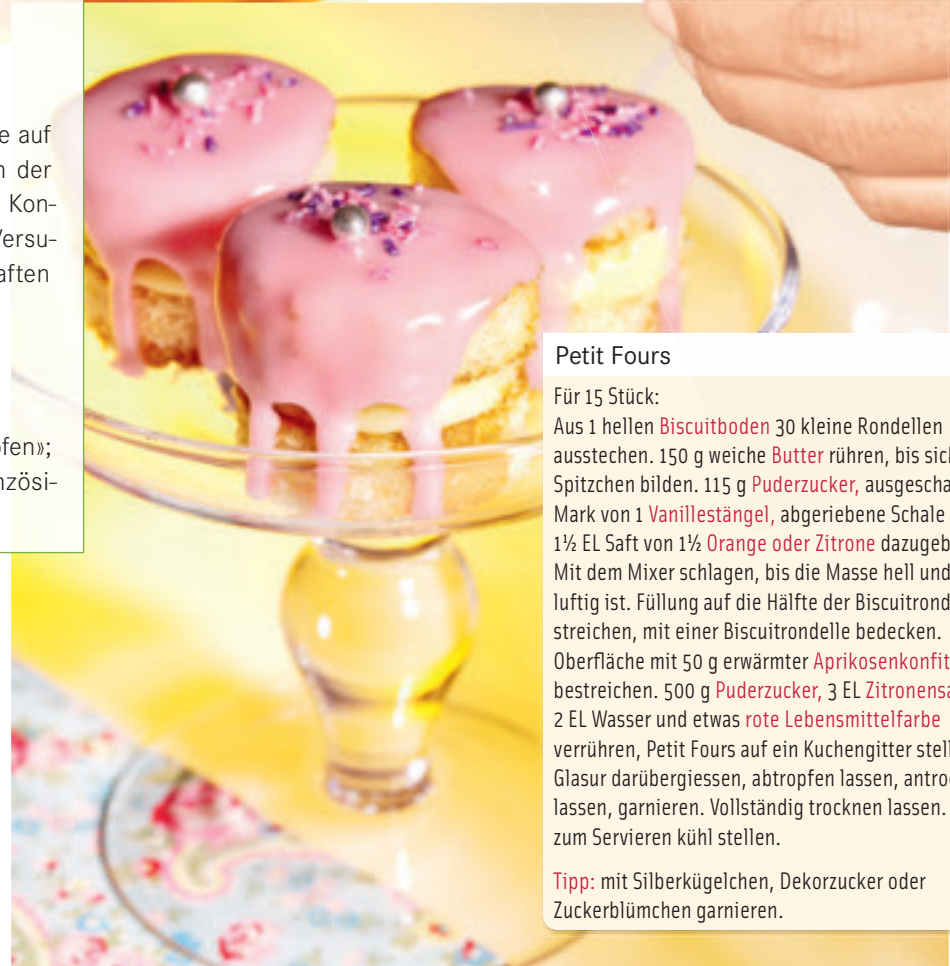 e auf
der
Kon-
ersu-
ften
fen»;
nzösi-
Petit Fours
Für 15 Stück:
Aus 1 hellen Biscuitboden 30 kleine Rondellen
ausstechen. 150 g weiche Butter rühren, bis sich
Spitzchen bilden. 115 g Puderzucker, ausgescha
Mark von 1 Vanillestängel, abgeriebene Schale
1½ EL Saft von 1½ Orange oder Zitrone dazugeb
Mit dem Mixer schlagen, bis die Masse hell und
luftig ist. Füllung auf die Hälfte der Biscuitrond
streichen, mit einer Biscuitrondelle bedecken.
Oberfläche mit 50 g erwärmter Aprikosenkonfit
bestreichen. 500 g Puderzucker, 3 EL Zitronensa
2 EL Wasser und etwas rote Lebensmittelfarbe
verrühren, Petit Fours auf ein Kuchengitter stell
Glasur darübergiessen, abtropfen lassen, antro
lassen, garnieren. Vollständig trocknen lassen.
zum Servieren kühl stellen.
Tipp: mit Silberkügelchen, Dekorzucker oder
Zuckerblümchen garnieren.